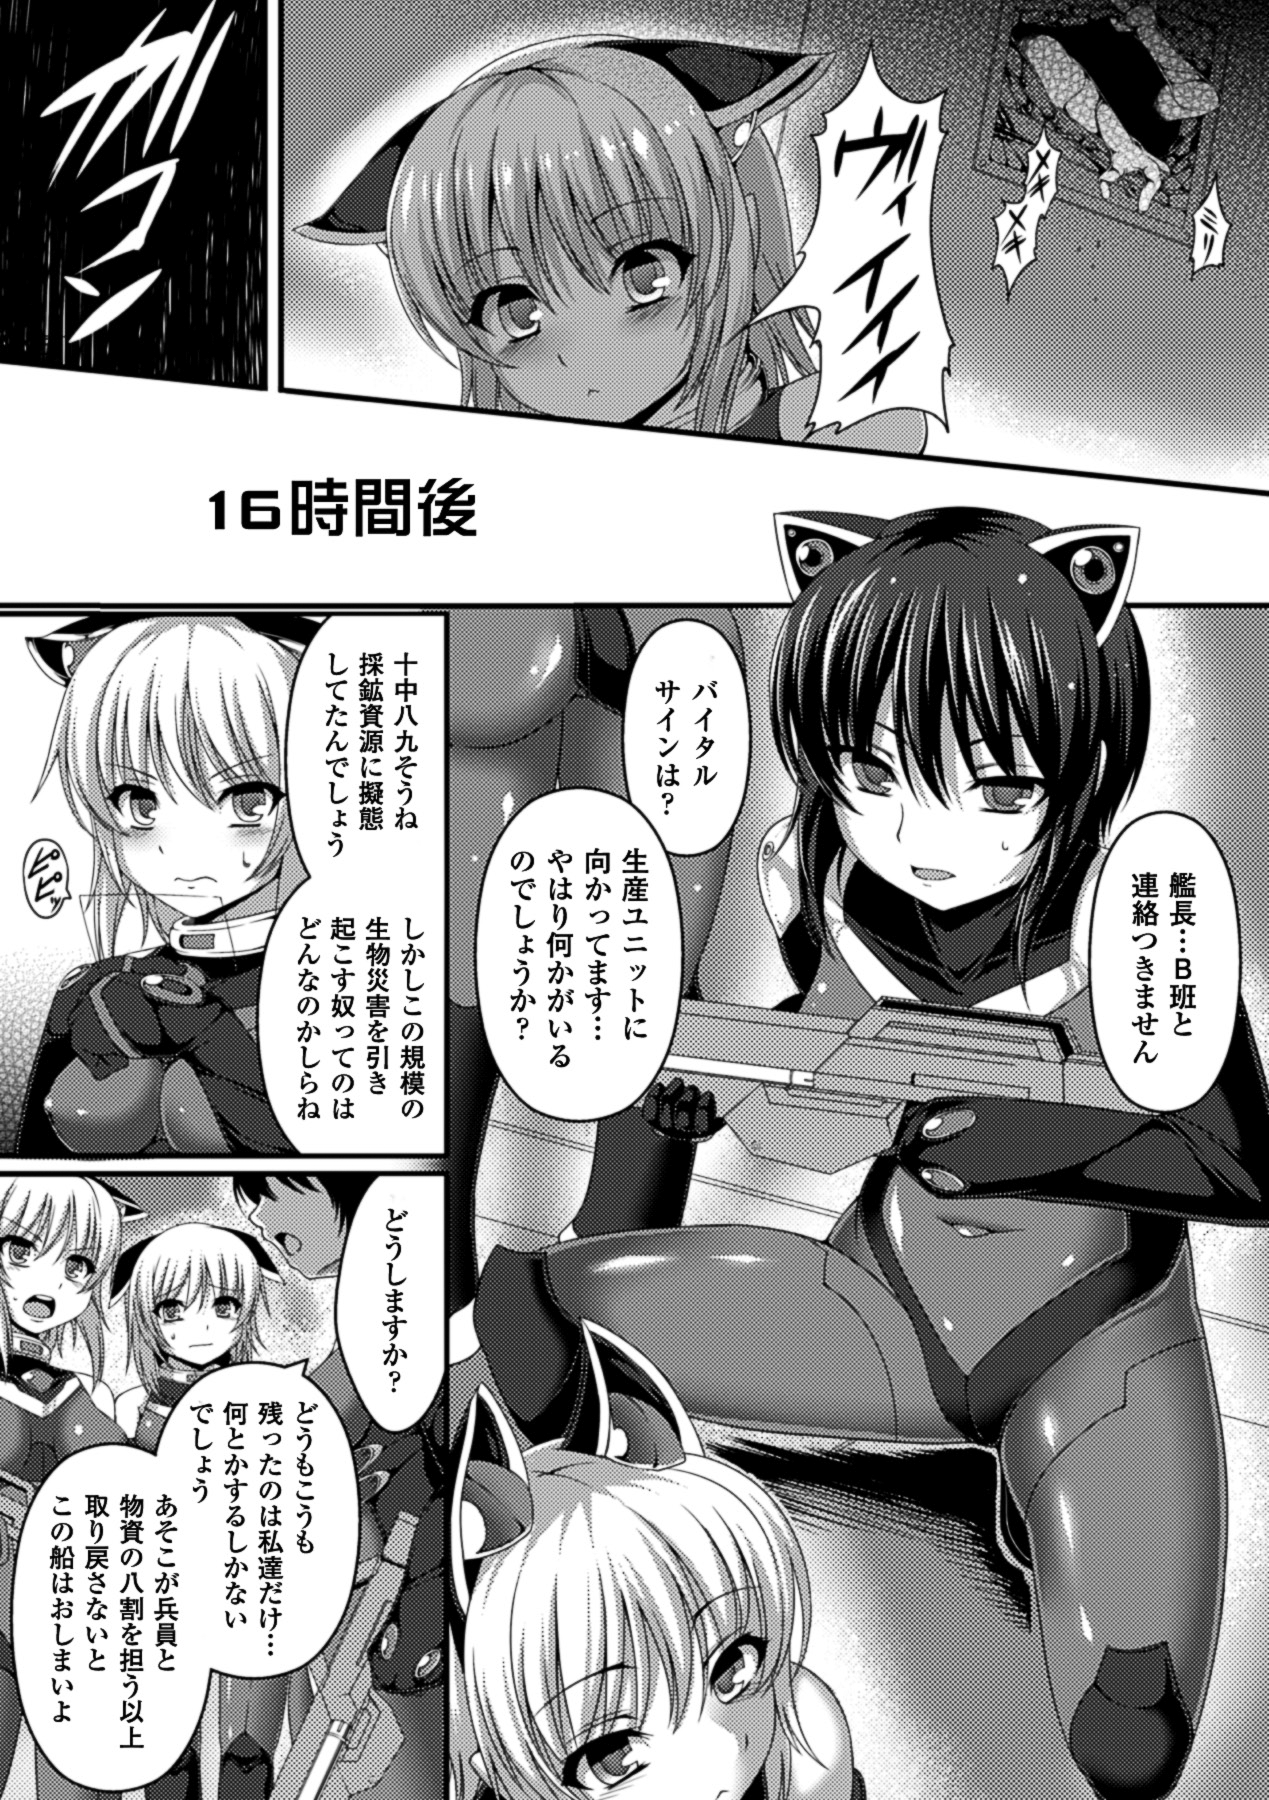 メキ
メキ
ミリ
ヴィイイイ
ガコン
16時間後
艦長…B班と
連絡つきません
バイタル
サインは?
生産ユニットに
向かってます…
やはり何かがいる
のでしょうか?
十中八九そうね
採鉱資源に擬態
してたんでしょう
しかしこの規模の
生物災害を引き
起こす奴ってのは
どんなのかしらね
ピピピッ
どうしますか?
どうもこうも
残ったのは私達だけ…
何とかするしかない
でしょう
あそこが兵員と
物資の八割を担う以上
取り戻さないと
この船はおしまいよ